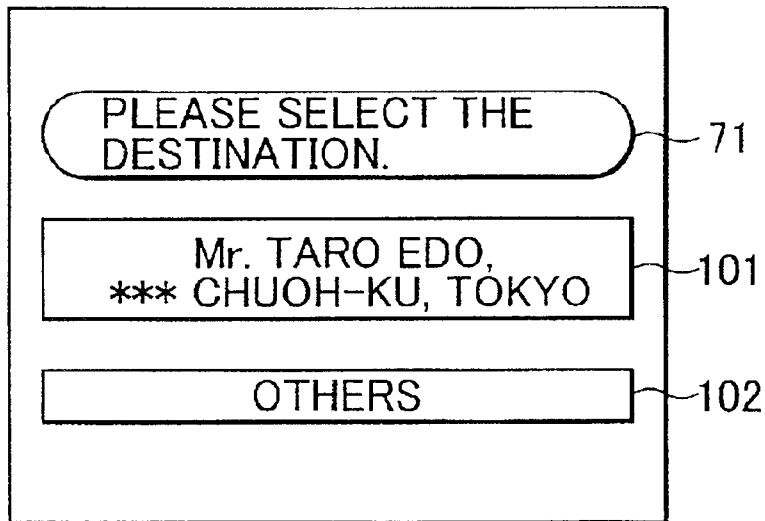 PLEASE SELECT THE
DESTINATION.
71
Mr. TARO EDO,
*** CHUOH-KU, TOKYO
101
OTHERS
102